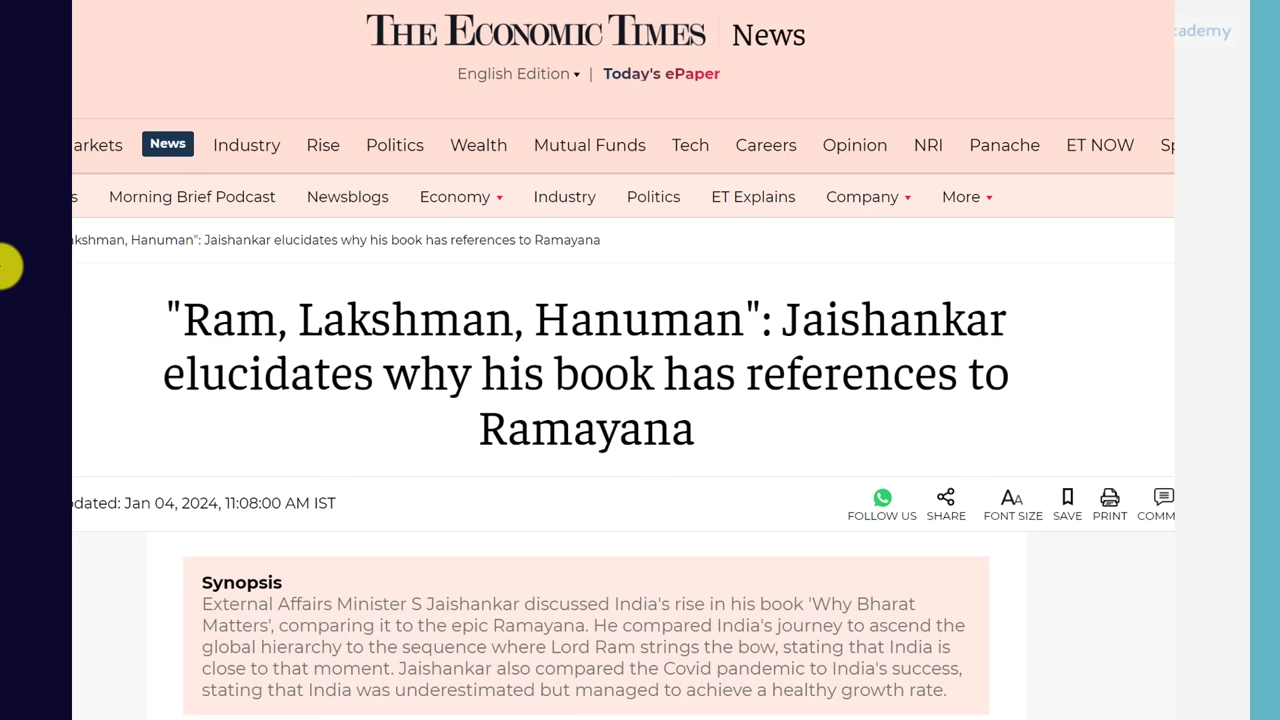 THE ECONOMIC TIMES News
English Edition | Today's ePaper
arkets News Industry Rise Politics Wealth Mutual Funds Tech Careers Opinion NRI Panache ET NOW
s Morning Brief Podcast Newsblogs Economy Industry Politics ET Explains Company More
kshman, Hanuman": Jaishankar elucidates why his book has references to Ramayana
"Ram, Lakshman, Hanuman": Jaishankar
elucidates why his book has references to
Ramayana
dated: Jan 04, 2024, 11:08:00 AM IST
FOLLOW US SHARE FONT SIZE SAVE PRINT COMM
Synopsis
External Affairs Minister S Jaishankar discussed India's rise in his book 'Why Bharat
Matters', comparing it to the epic Ramayana. He compared India's journey to ascend the
global hierarchy to the sequence where Lord Ram strings the bow, stating that India is
close to that moment. Jaishankar also compared the Covid pandemic to India's success,
stating that India was underestimated but managed to achieve a healthy growth rate.
cademy